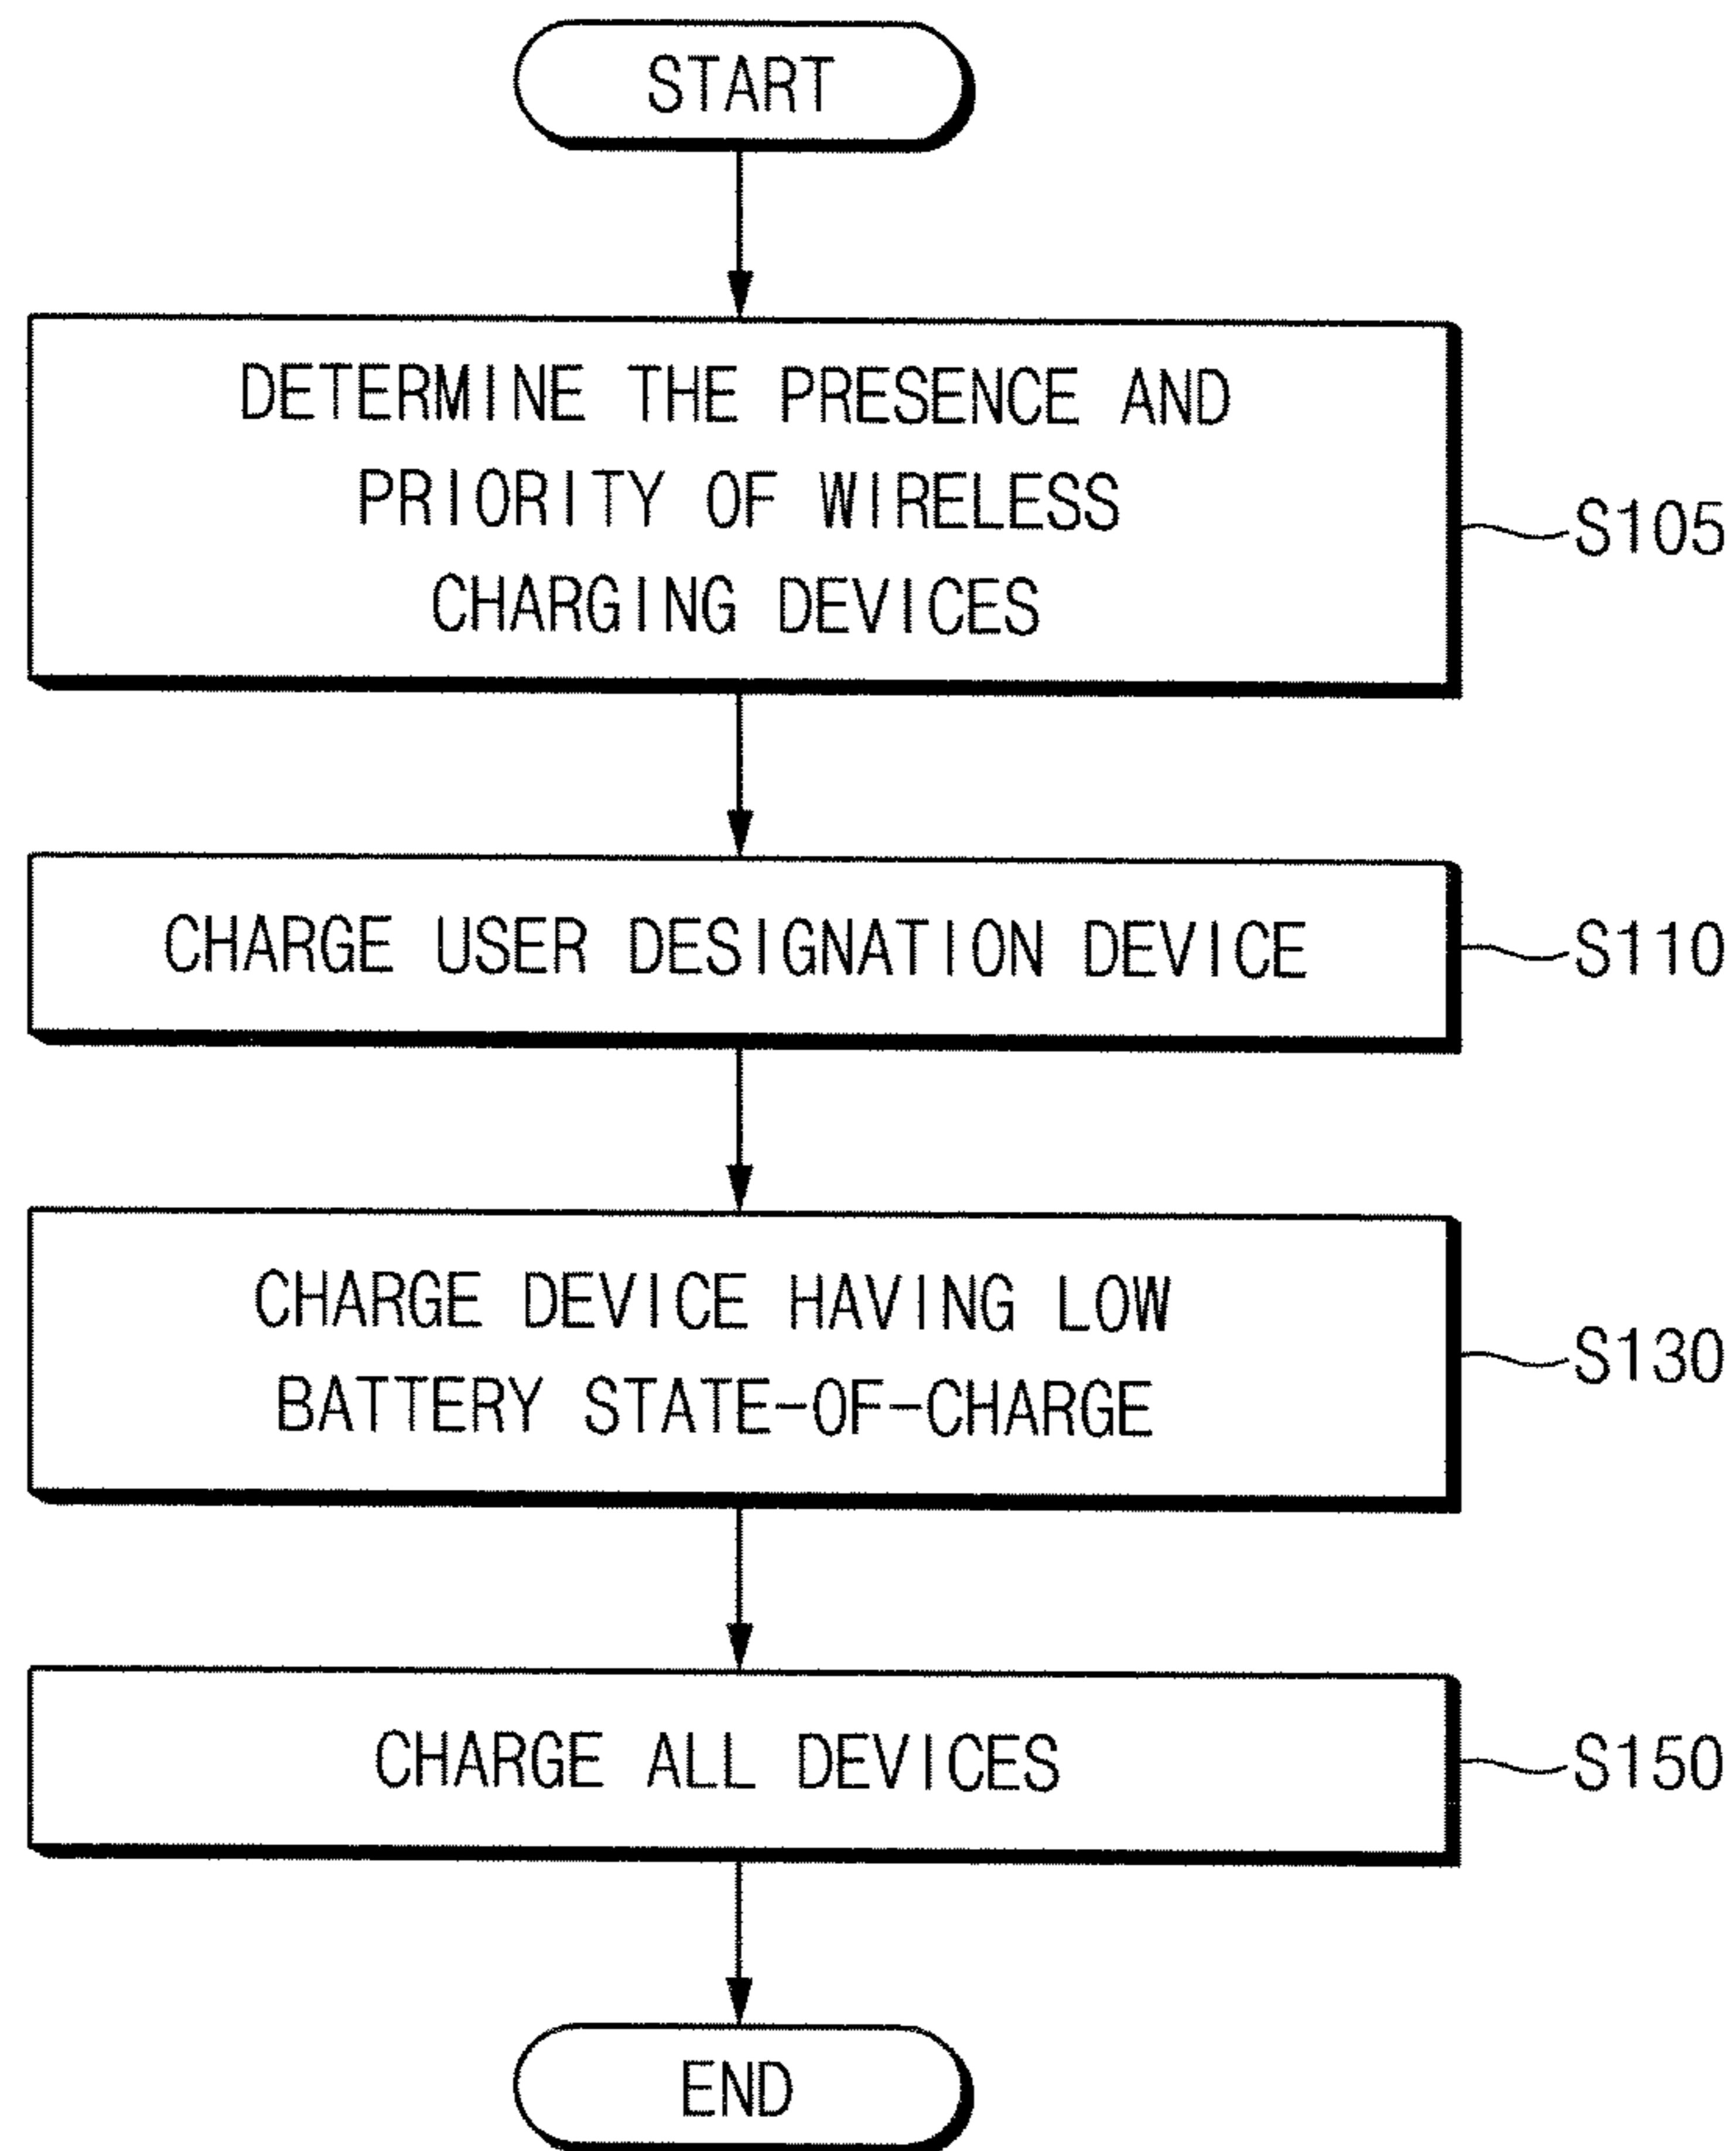 START
DETERMINE THE PRESENCE AND
PRIORITY OF WIRELESS
CHARGING DEVICES
S105
CHARGE USER DESIGNATION DEVICE
S110
CHARGE DEVICE HAVING LOW
BATTERY STATE-OF-CHARGE
S130
CHARGE ALL DEVICES
S150
END